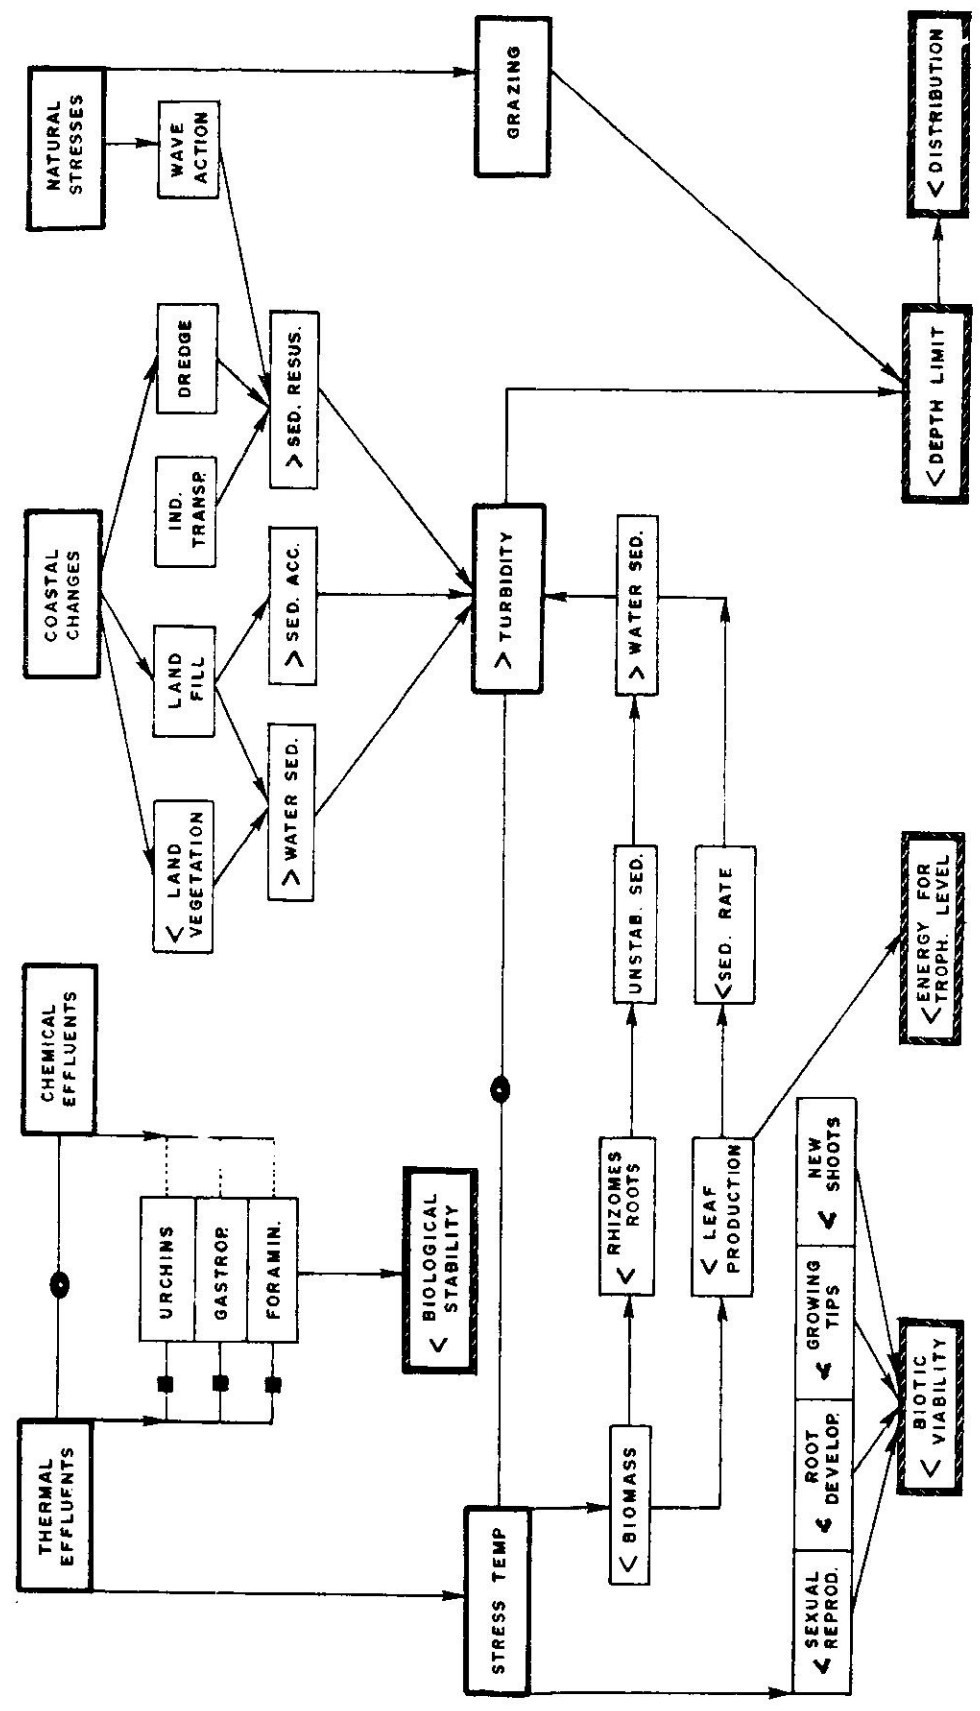 THERMAL
EFFLUENTS
CHEMICAL
EFFLUENTS
COASTAL
CHANGES
NATURAL
STRESSES
< LAND
VEGETATION
LAND
FILL
IND.
TRANSP.
DREDGE
WAVE
ACTION
URCHINS
GASTROP.
FORAMIN.
> WATER SED.
> SED. ACC.
> SED. RESUS.
< BIOLOGICAL
STABILITY
STRESS TEMP
> TURBIDITY
GRAZING
< BIOMASS
< RHIZOMES
ROOTS
UNSTAB. SED.
> WATER SED.
< LEAF
PRODUCTION
< SED. RATE
< SEXUAL
REPROD.
< ROOT
DEVELOP.
< GROWING
TIPS
< NEW
SHOOTS
< BIOTIC
VIABILITY
< ENERGY FOR
TROPH. LEVEL
< DEPTH LIMIT
< DISTRIBUTION